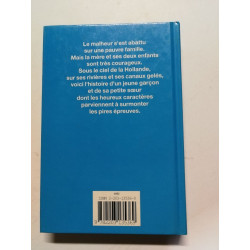 Le malheur s'est abattu
sur une pauvre famille.
Mais la mère et ses deux enfants
sont très courageux.
Sous le ciel de la Hollande,
sur ses rivières et ses canaux gelés,
voici l'histoire d'un jeune garçon
et de sa petite sœur
dont les heureux caractères
parviennent à surmonter
les pires épreuves.